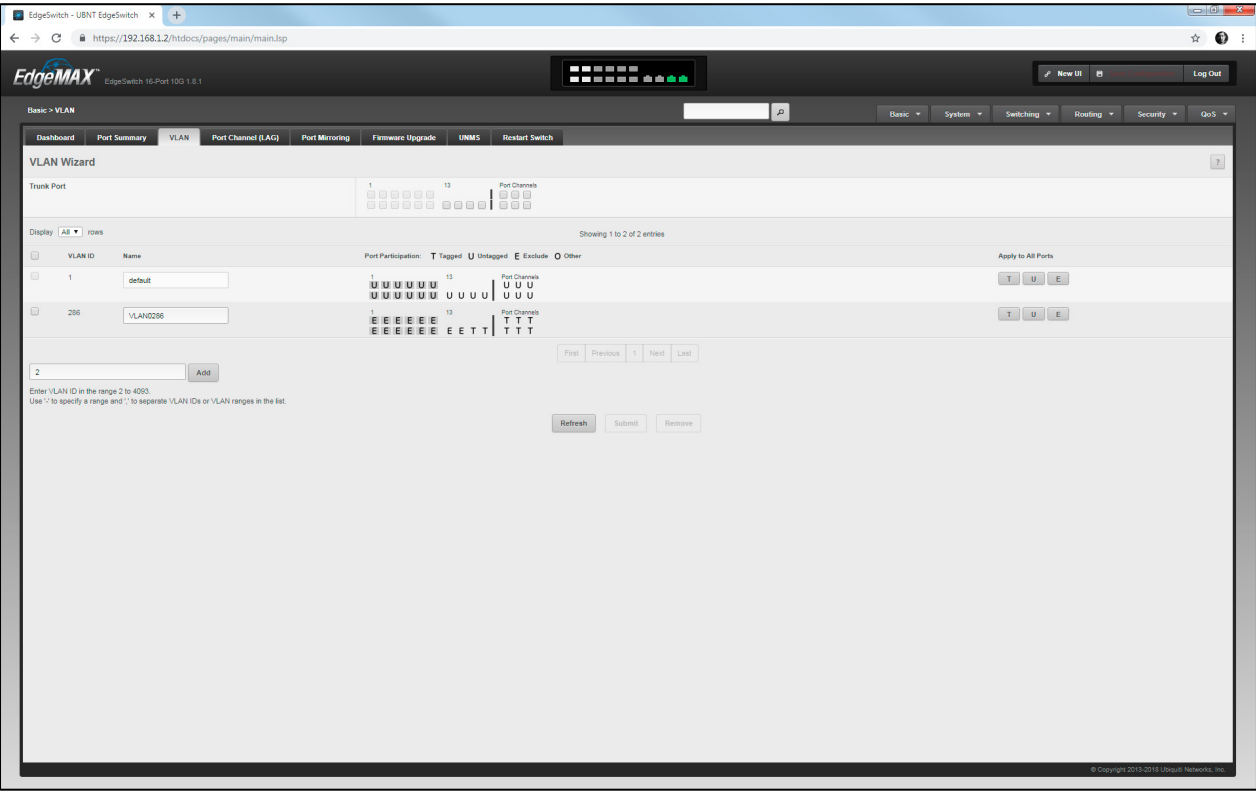 EdgeSwitch - UBNT EdgeSwitch
https://192.168.1.2/htdocs/pages/main/main.lsp
EdgeMAX™ EdgeSwitch 16-Port 10G 1.8.1
New UI Log Out
Basic > VLAN
Basic System Switching Routing Security QoS
Dashboard Port Summary VLAN Port Channel (LAG) Port Mirroring Firmware Upgrade UNMS Restart Switch
VLAN Wizard ?
Trunk Port
1 13 Port Channels
Display All rows Showing 1 to 2 of 2 entries
VLAN ID Name Port Participation: T Tagged U Untagged E Exclude O Other Apply to All Ports
1 default
1 13 Port Channels
U U U U U U U U U
U U U U U U U U U U U U U
T U E
286 VLAN0286
1 13 Port Channels
E E E E E E T T T
E E E E E E E E T T T T T
T U E
First Previous 1 Next Last
2 Add
Enter VLAN ID in the range 2 to 4093.
Use '-' to specify a range and ',' to separate VLAN IDs or VLAN ranges in the list.
Refresh Submit Remove
© Copyright 2013-2018 Ubiquiti Networks, Inc.